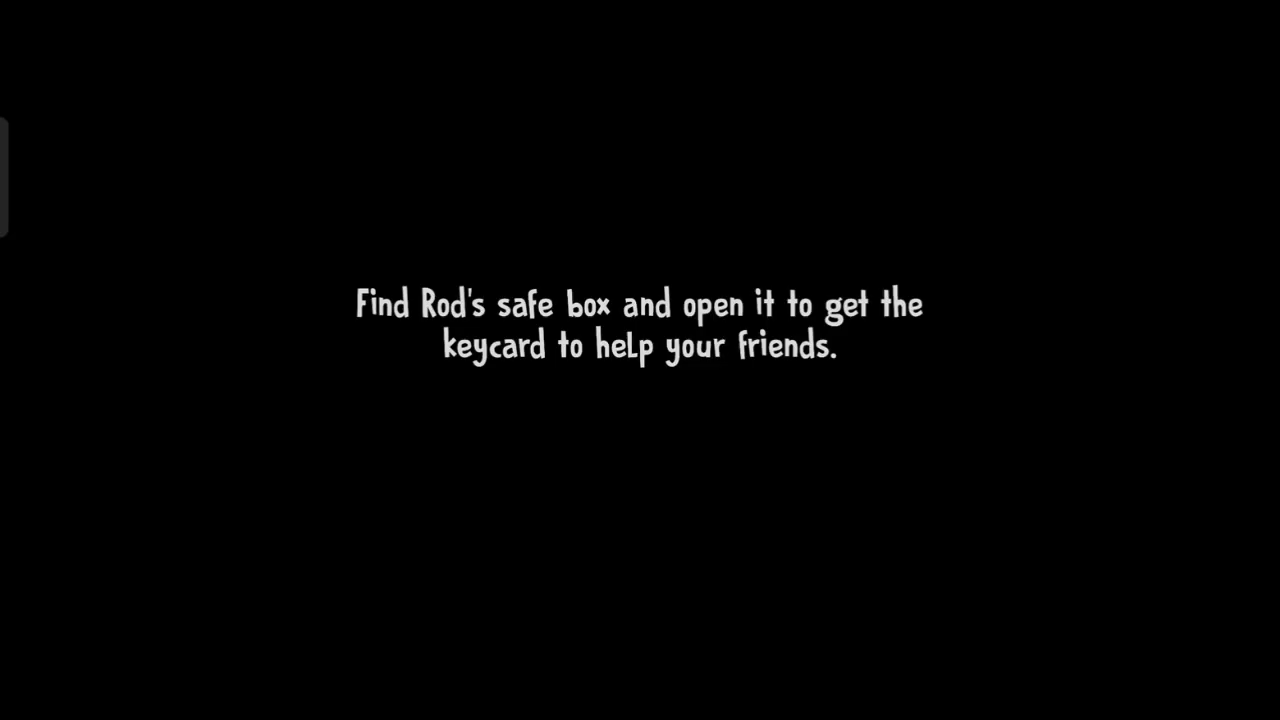 Find Rod's safe box and open it to get the
keycard to help your friends.